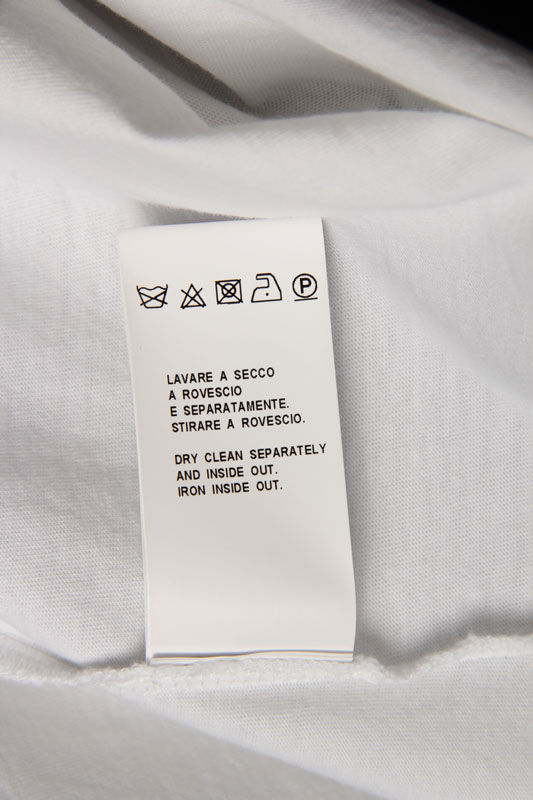 P
LAVARE A SECCO
A ROVESCIO
E SEPARATAMENTE.
STIRARE A ROVESCIO.
DRY CLEAN SEPARATELY
AND INSIDE OUT.
IRON INSIDE OUT.